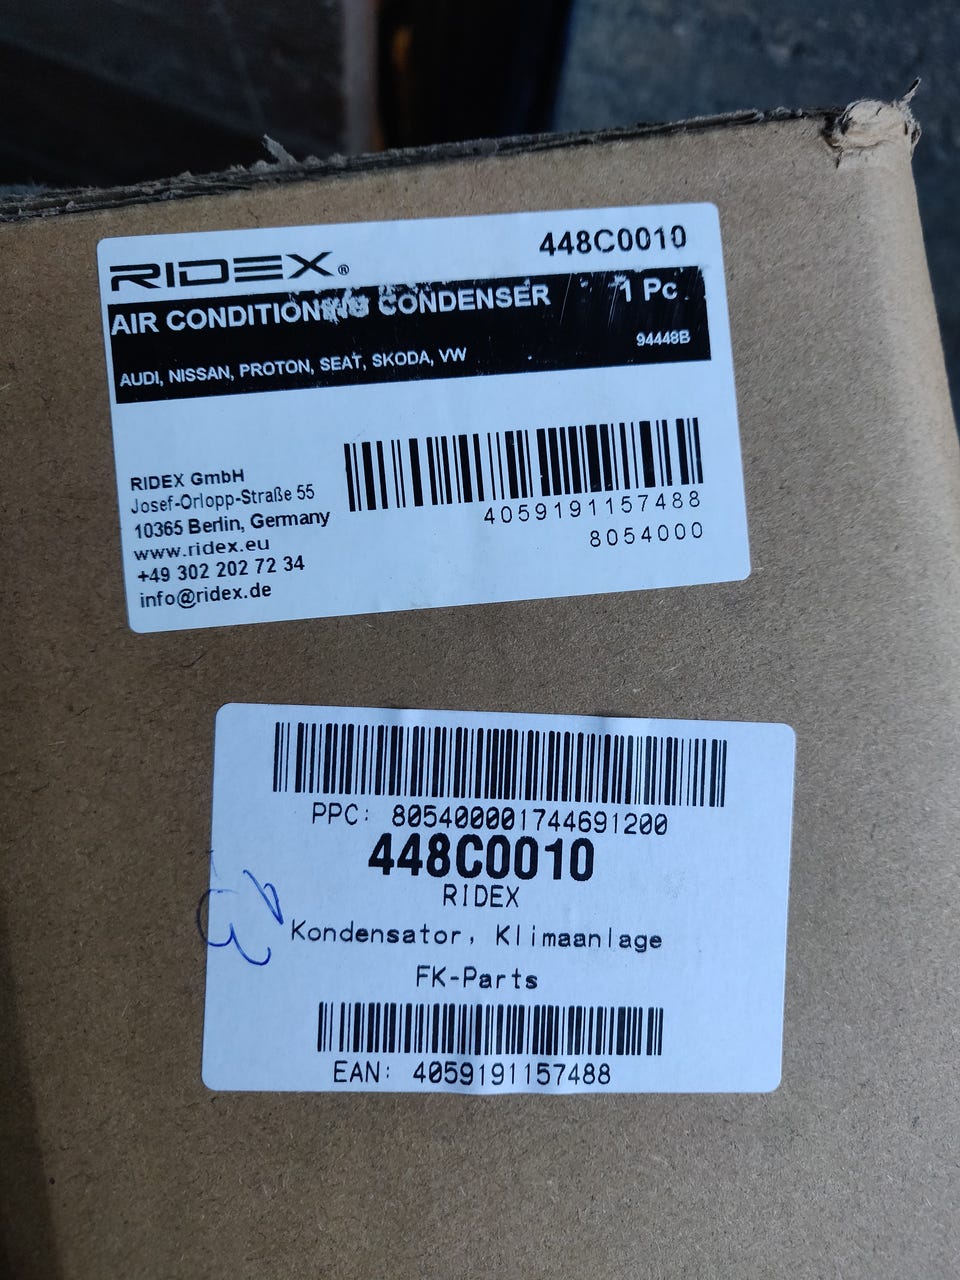 RIDEX®
448C0010
AIR CONDITIONING CONDENSER
1 Pc
94448B
AUDI, NISSAN, PROTON, SEAT, SKODA, VW
RIDEX GmbH
Josef-Orlopp-Straße 55
10365 Berlin, Germany
www.ridex.eu
+49 302 202 72 34
info@ridex.de
4059191157488
8054000
PPC: 805400001744691200
448C0010
RIDEX
Kondensator, Klimaanlage
FK-Parts
EAN: 4059191157488